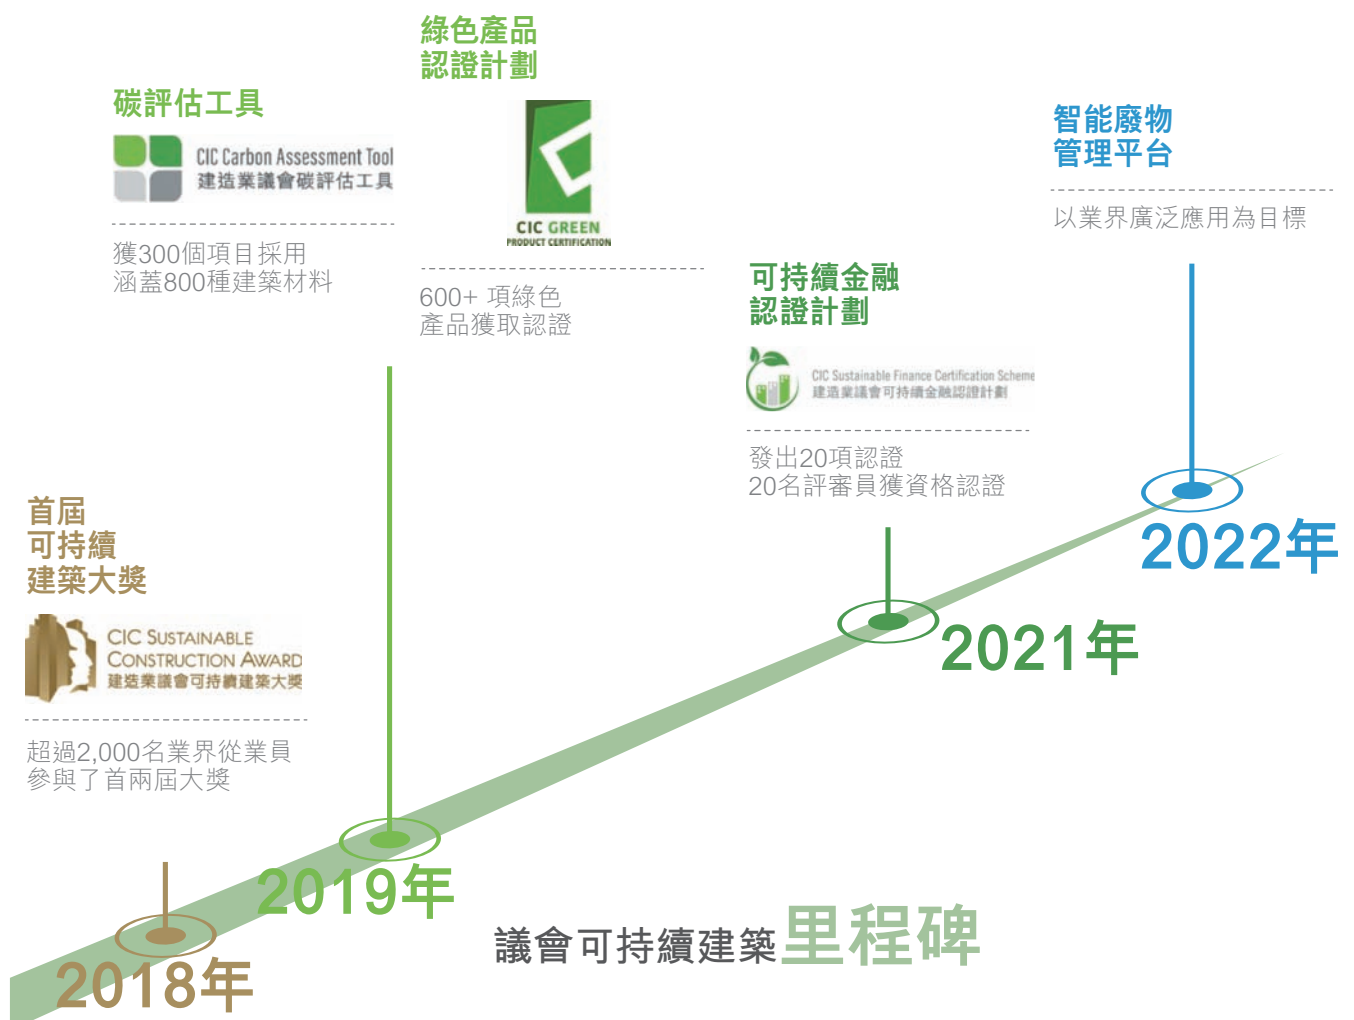 綠色產品
認證計劃
CIC GREEN
PRODUCT CERTIFICATION
600+ 項綠色
產品獲取認證
碳評估工具
CIC Carbon Assessment Tool
建造業議會碳評估工具
獲300個項目採用
涵蓋800種建築材料
智能廢物
管理平台
以業界廣泛應用為目標
可持續金融
認證計劃
CIC Sustainable Finance Certification Scheme
建造業議會可持續金融認證計劃
發出20項認證
20名評審員獲資格認證
首屆
可持續
建築大獎
CIC SUSTAINABLE
CONSTRUCTION AWARD
建造業議會可持續建築大獎
超過2,000名業界從業員
參與了首兩屆大獎
2022年
2021年
2019年
2018年
議會可持續建築里程碑